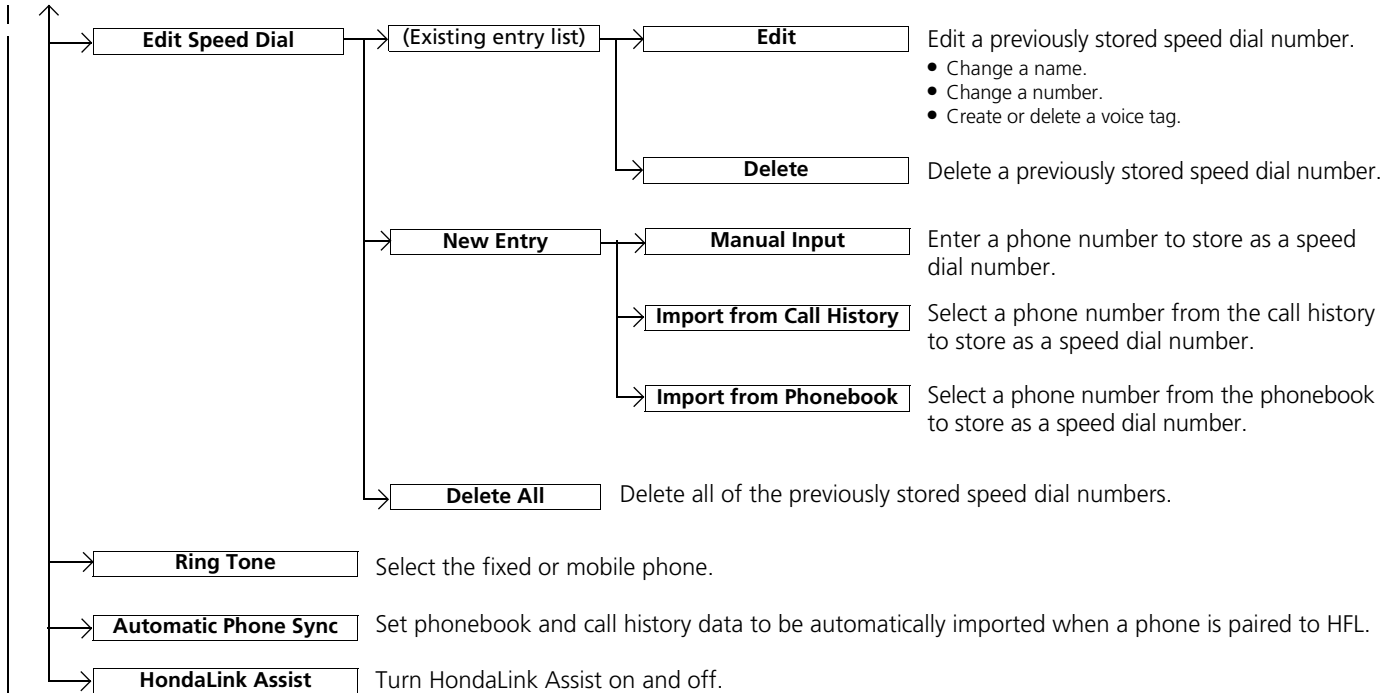 Edit Speed Dial
(Existing entry list)
Edit
Edit a previously stored speed dial number.
● Change a name.
● Change a number.
● Create or delete a voice tag.
Delete
Delete a previously stored speed dial number.
New Entry
Manual Input
Enter a phone number to store as a speed
dial number.
Import from Call History
Select a phone number from the call history
to store as a speed dial number.
Import from Phonebook
Select a phone number from the phonebook
to store as a speed dial number.
Delete All
Delete all of the previously stored speed dial numbers.
Ring Tone
Select the fixed or mobile phone.
Automatic Phone Sync
Set phonebook and call history data to be automatically imported when a phone is paired to HFL.
HondaLink Assist
Turn HondaLink Assist on and off.